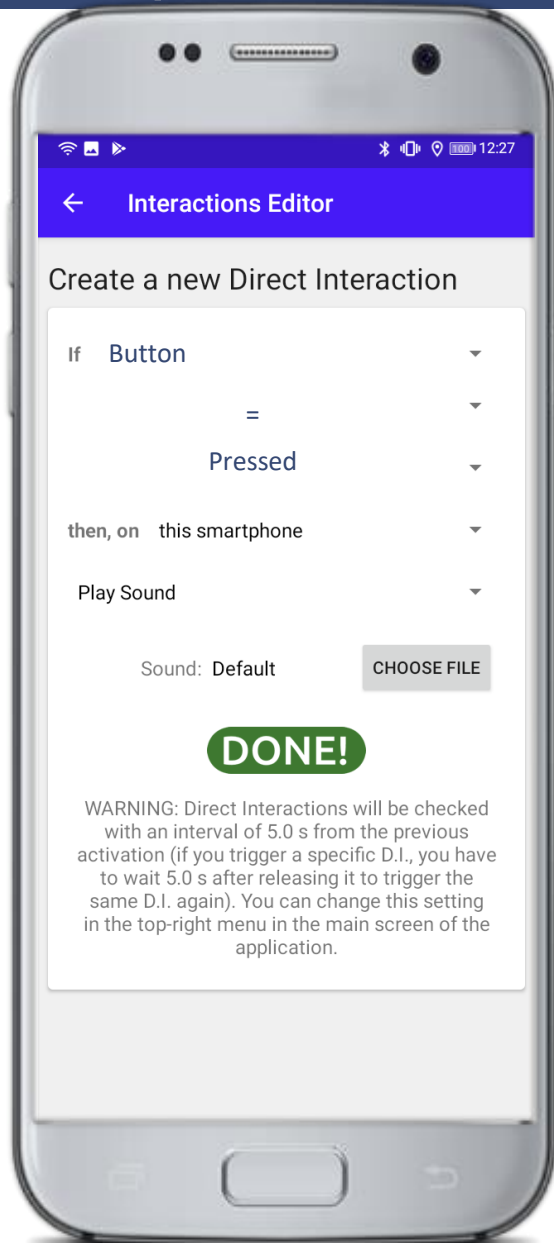 100 12:27
Interactions Editor
Create a new Direct Interaction
If Button
=
Pressed
then, on this smartphone
Play Sound
Sound: Default CHOOSE FILE
DONE!
WARNING: Direct Interactions will be checked
with an interval of 5.0 s from the previous
activation (if you trigger a specific D.I., you have
to wait 5.0 s after releasing it to trigger the
same D.I. again). You can change this setting
in the top-right menu in the main screen of the
application.